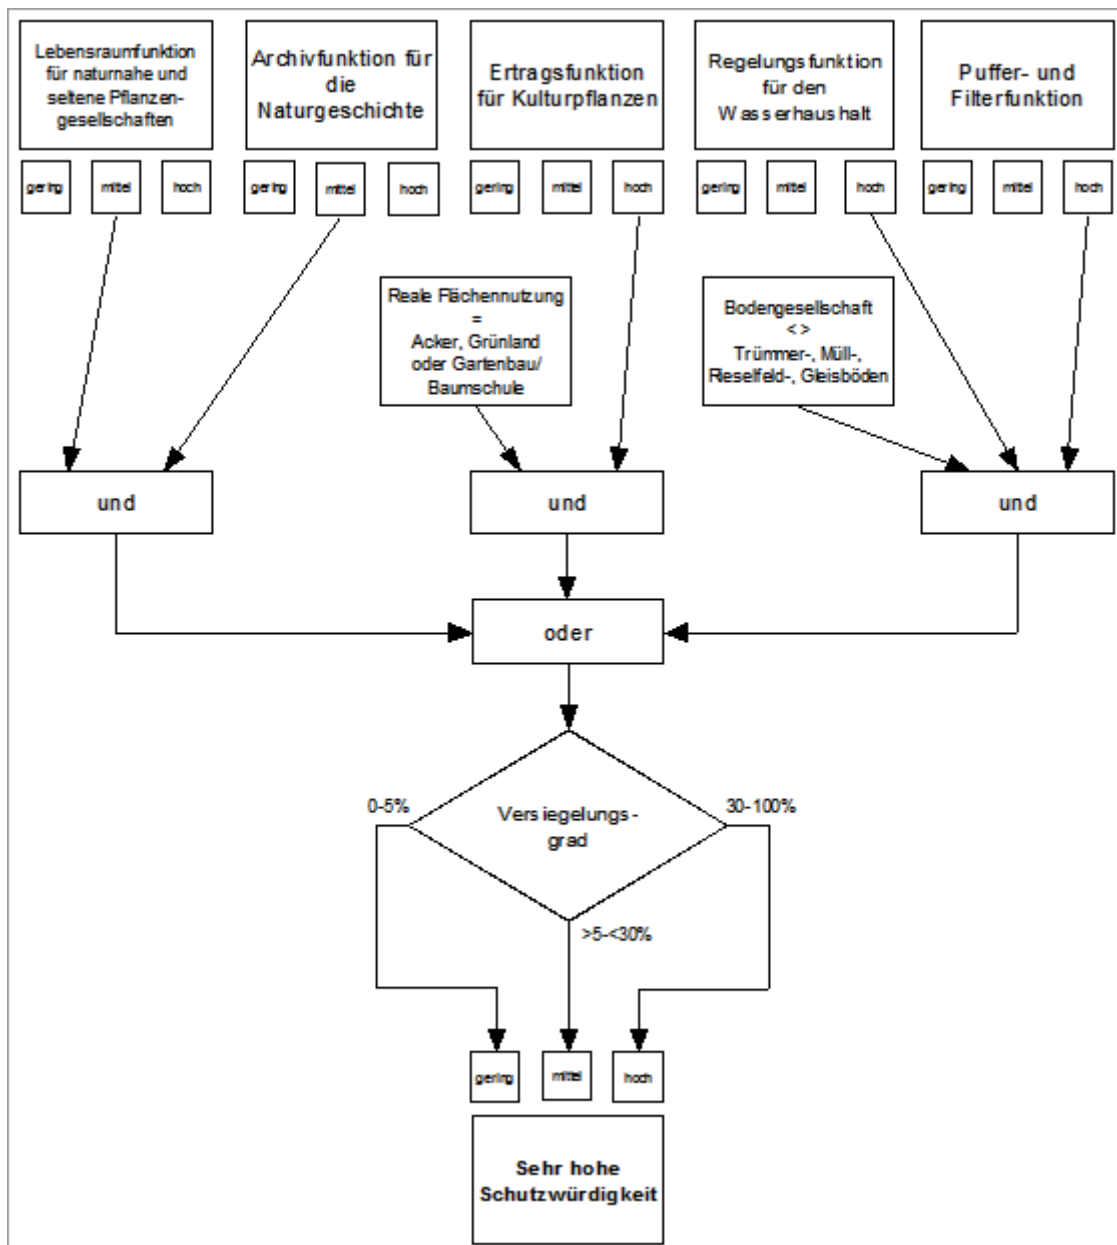 Lebensraumfunktion
für naturnahe und
seltene Pflanzen-
gesellschaften
Archivfunktion für
die
Naturgeschichte
Ertragsfunktion
für Kulturpflanzen
Regelungsfunktion
für den
Wasserhaushalt
Puffer- und
Filterfunktion
gering
mittel
hoch
gering
mittel
hoch
gering
mittel
hoch
gering
mittel
hoch
gering
mittel
hoch
Reale Flächennutzung
=
Acker, Grünland
oder Gartenbau/
Baumschule
Bodengesellschaft
<>
Trümmer-, Müll-,
Rieselfeld-, Gleisböden
und
und
und
oder
Versiegelungs-
grad
0-5%
30-100%
>5-<30%
gering
mittel
hoch
Sehr hohe
Schutzwürdigkeit